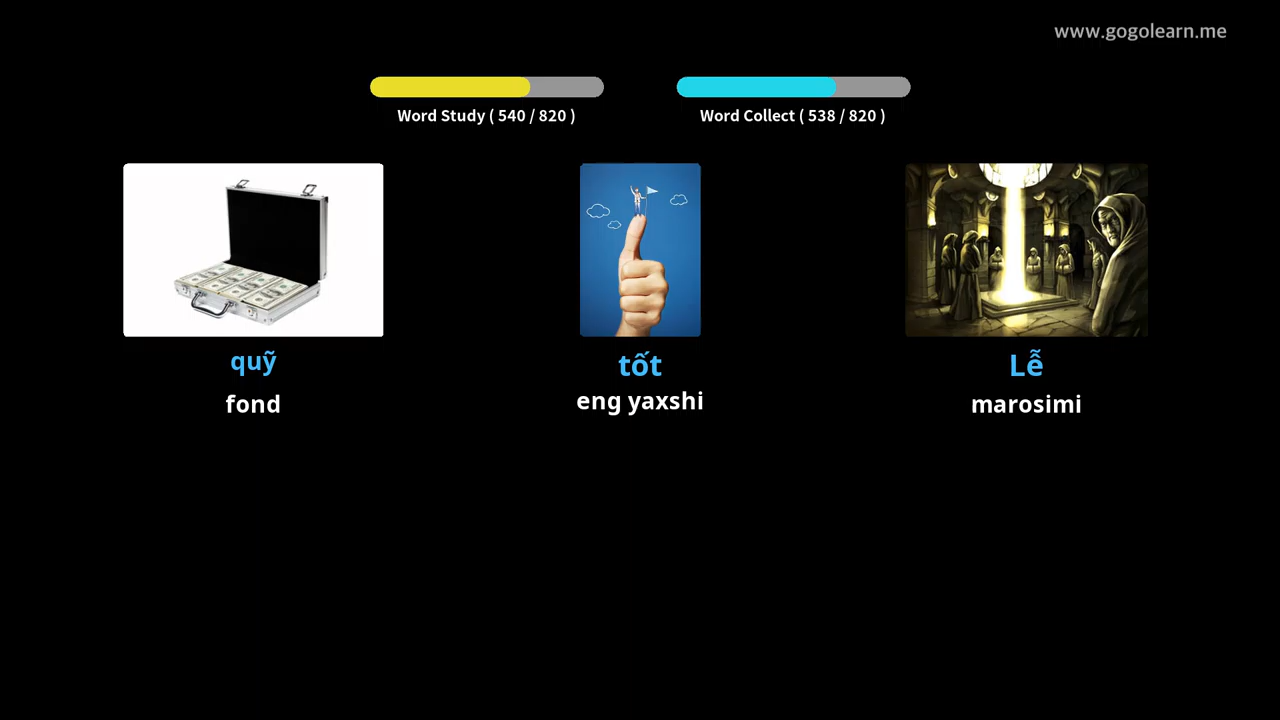 www.gogolearn.me
Word Study ( 540 / 820 )
Word Collect ( 538 / 820 )
quỹ
tốt
Lễ
fond
eng yaxshi
marosimi